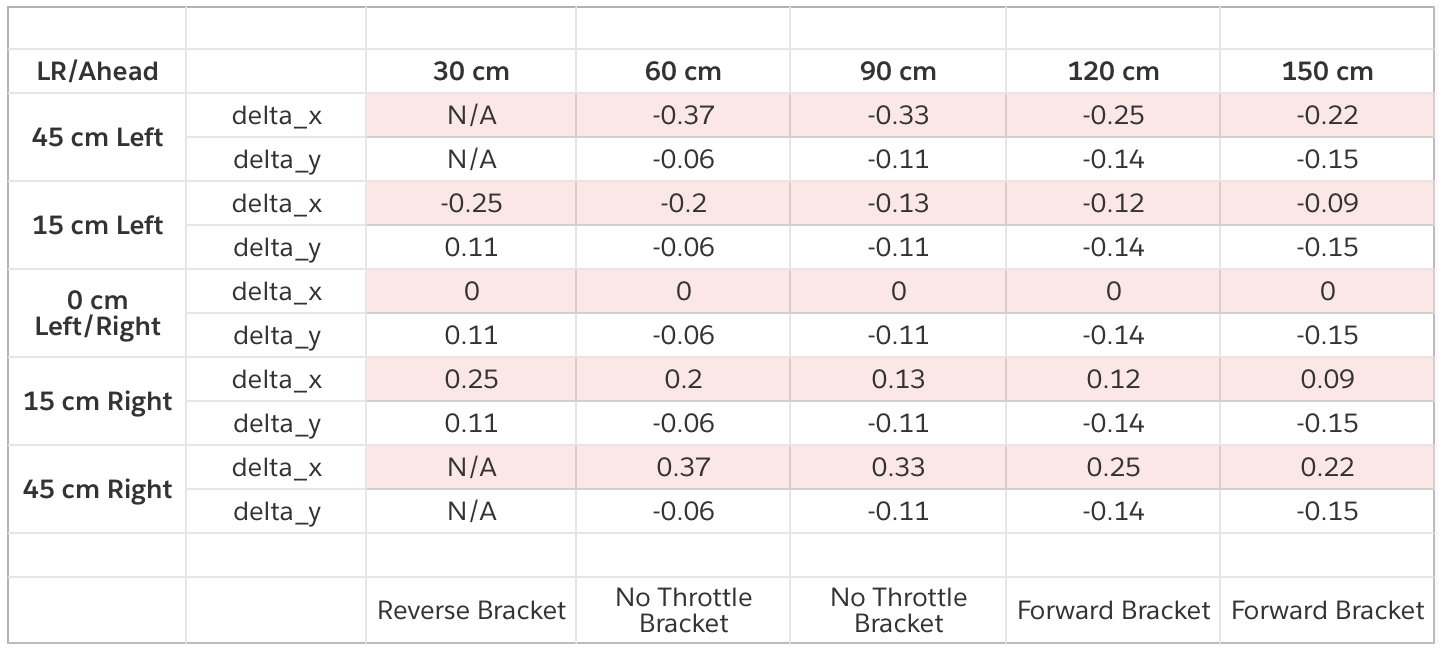 LR/Ahead 30 cm 60 cm 90 cm 120 cm 150 cm
45 cm Left delta_x N/A -0.37 -0.33 -0.25 -0.22
delta_y N/A -0.06 -0.11 -0.14 -0.15
15 cm Left delta_x -0.25 -0.2 -0.13 -0.12 -0.09
delta_y 0.11 -0.06 -0.11 -0.14 -0.15
0 cm
Left/Right delta_x 0 0 0 0 0
delta_y 0.11 -0.06 -0.11 -0.14 -0.15
15 cm Right delta_x 0.25 0.2 0.13 0.12 0.09
delta_y 0.11 -0.06 -0.11 -0.14 -0.15
45 cm Right delta_x N/A 0.37 0.33 0.25 0.22
delta_y N/A -0.06 -0.11 -0.14 -0.15
Reverse Bracket No Throttle Bracket No Throttle Bracket Forward Bracket Forward Bracket